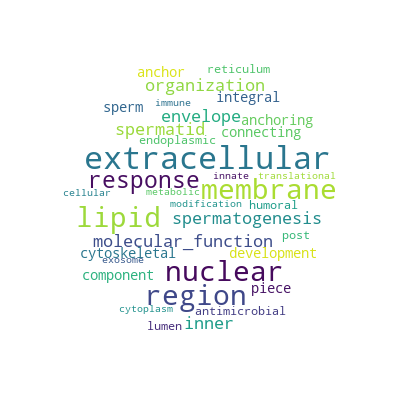 anchor reticulum
organization
immune integral
sperm
envelope anchoring
spermatid connecting
endoplasmic
extracellular
response innate translational
membrane
cellular metabolic
modification humoral
lipid spermatogenesis
molecular_function post
cytoskeletal development
exosome
component nuclear
region piece
cytoplasm antimicrobial
lumen inner